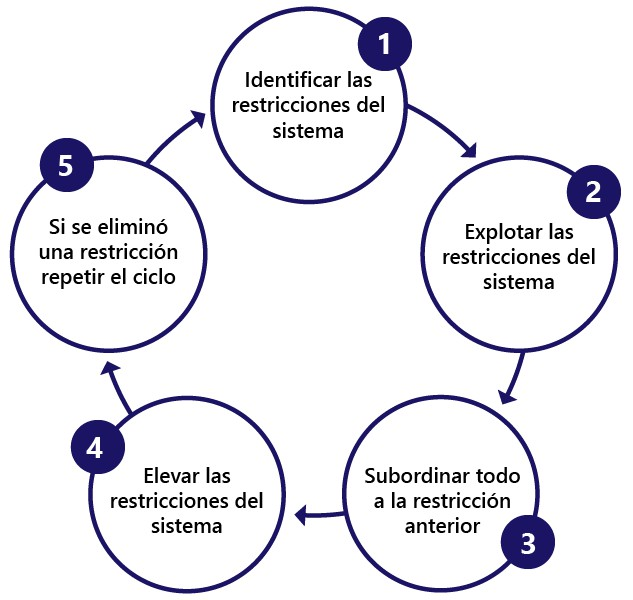 1
Identificar las
restricciones del
sistema
2
Explotar las
restricciones del
sistema
3
Subordinar todo
a la restricción
anterior
4
Elevar las
restricciones del
sistema
5
Si se eliminó
una restricción
repetir el ciclo